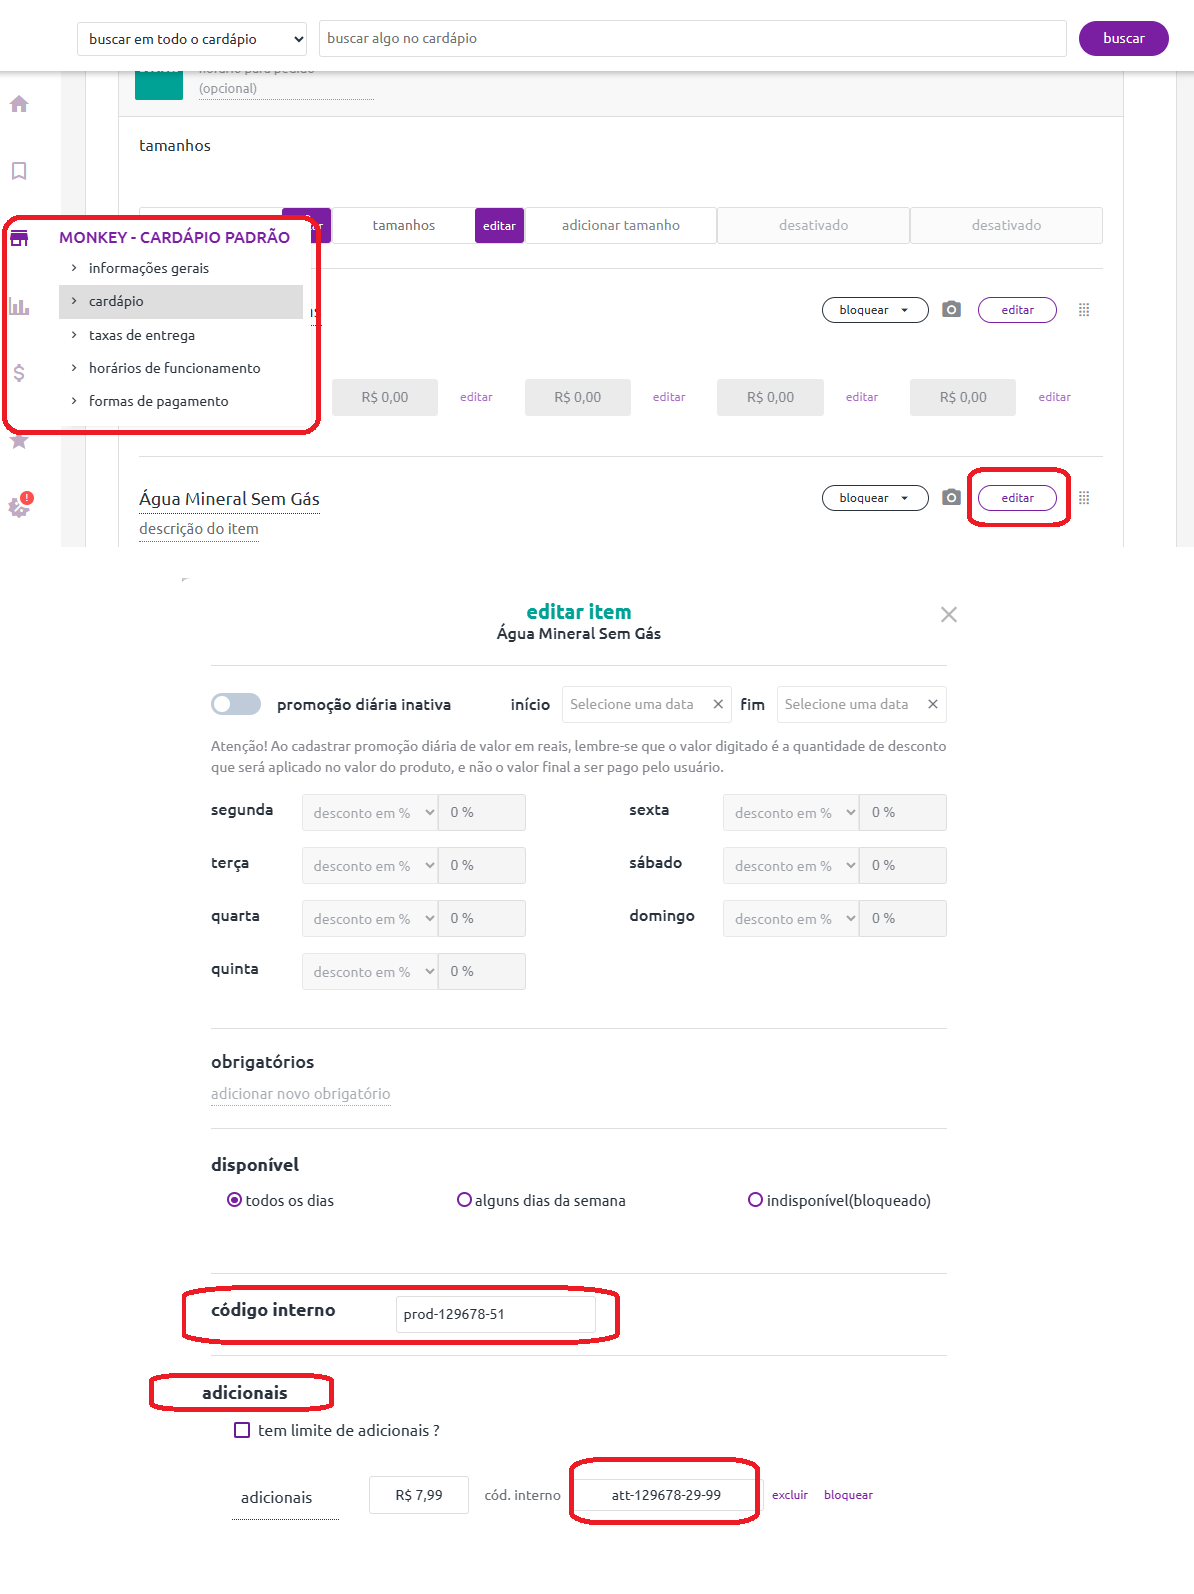 buscar em todo o cardápio
buscar algo no cardápio
buscar
horário para pedido
(opcional)
tamanhos
tamanhos
editar
adicionar tamanho
desativado
desativado
MONKEY - CARDÁPIO PADRÃO
informações gerais
cardápio
taxas de entrega
horários de funcionamento
formas de pagamento
bloquear
editar
R$ 0,00 editar
R$ 0,00 editar
R$ 0,00 editar
R$ 0,00 editar
Água Mineral Sem Gás
bloquear
editar
descrição do item
editar item
Água Mineral Sem Gás
promoção diária inativa
início
Selecione uma data
fim
Selecione uma data
Atenção! Ao cadastrar promoção diária de valor em reais, lembre-se que o valor digitado é a quantidade de desconto
que será aplicado no valor do produto, e não o valor final a ser pago pelo usuário.
segunda desconto em % 0 %
sexta desconto em % 0 %
terça desconto em % 0 %
sábado desconto em % 0 %
quarta desconto em % 0 %
domingo desconto em % 0 %
quinta desconto em % 0 %
obrigatórios
adicionar novo obrigatório
disponível
todos os dias
alguns dias da semana
indisponível(bloqueado)
código interno
prod-129678-51
adicionais
tem limite de adicionais ?
adicionais
R$ 7,99
cód. interno
att-129678-29-99
excluir
bloquear